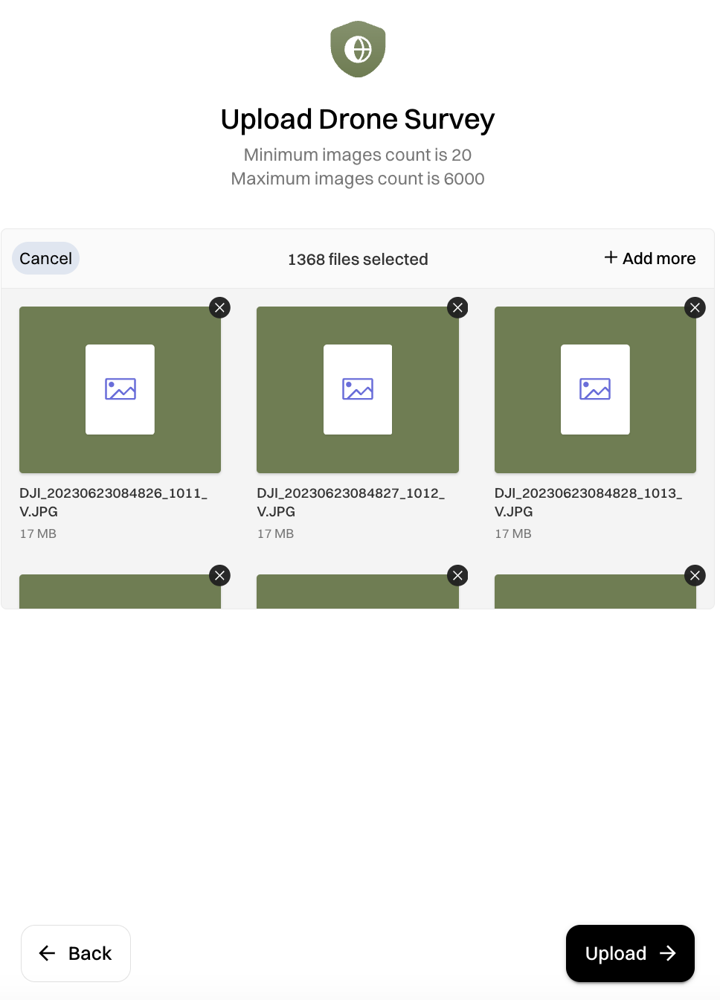 Upload Drone Survey
Minimum images count is 20
Maximum images count is 6000
Cancel
1368 files selected
+ Add more
DJI_20230623084826_1011_
V.JPG
17 MB
DJI_20230623084827_1012_
V.JPG
17 MB
DJI_20230623084828_1013_
V.JPG
17 MB
Back
Upload